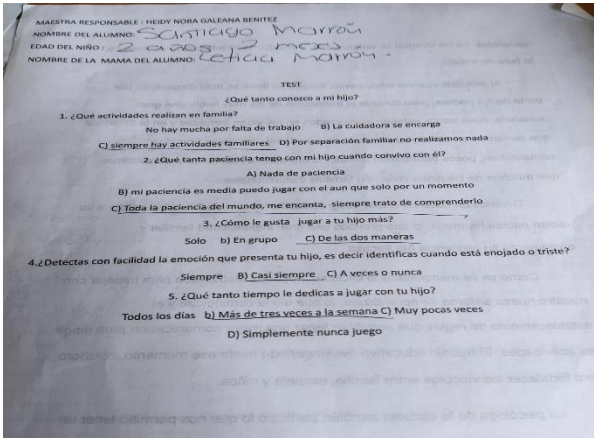 MAESTRA RESPONSABLE : HEIDY NORA GALEANA BENITEZ
NOMBRE DEL ALUMNO: Santiago Marrón
EDAD DEL NIÑO : 2 años 2 meses
NOMBRE DE LA MAMA DEL ALUMNO: Leticia Marrón.
TEST
¿Qué tanto conozco a mi hijo?
1. ¿Qué actividades realizan en familia?
No hay mucha por falta de trabajo B) La cuidadora se encarga
C) siempre hay actividades familiares D) Por separación familiar no realizamos nada
2. ¿Qué tanta paciencia tengo con mi hijo cuando convivo con él?
A) Nada de paciencia
B) mi paciencia es media puedo jugar con el aun que solo por un momento
C) Toda la paciencia del mundo, me encanta, siempre trato de comprenderlo
3. ¿Cómo le gusta jugar a tu hijo más?
Solo b) En grupo C) De las dos maneras
4.¿Detectas con facilidad la emoción que presenta tu hijo, es decir identificas cuando está enojado o triste?
Siempre B) Casi siempre C) A veces o nunca
5. ¿Qué tanto tiempo le dedicas a jugar con tu hijo?
Todos los días b) Más de tres veces a la semana C) Muy pocas veces
D) Simplemente nunca juego